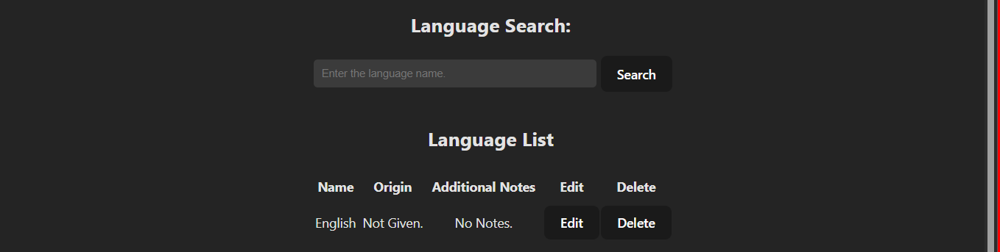 Language Search:
Enter the language name. Search
Language List
Name Origin Additional Notes Edit Delete
English Not Given. No Notes. Edit Delete